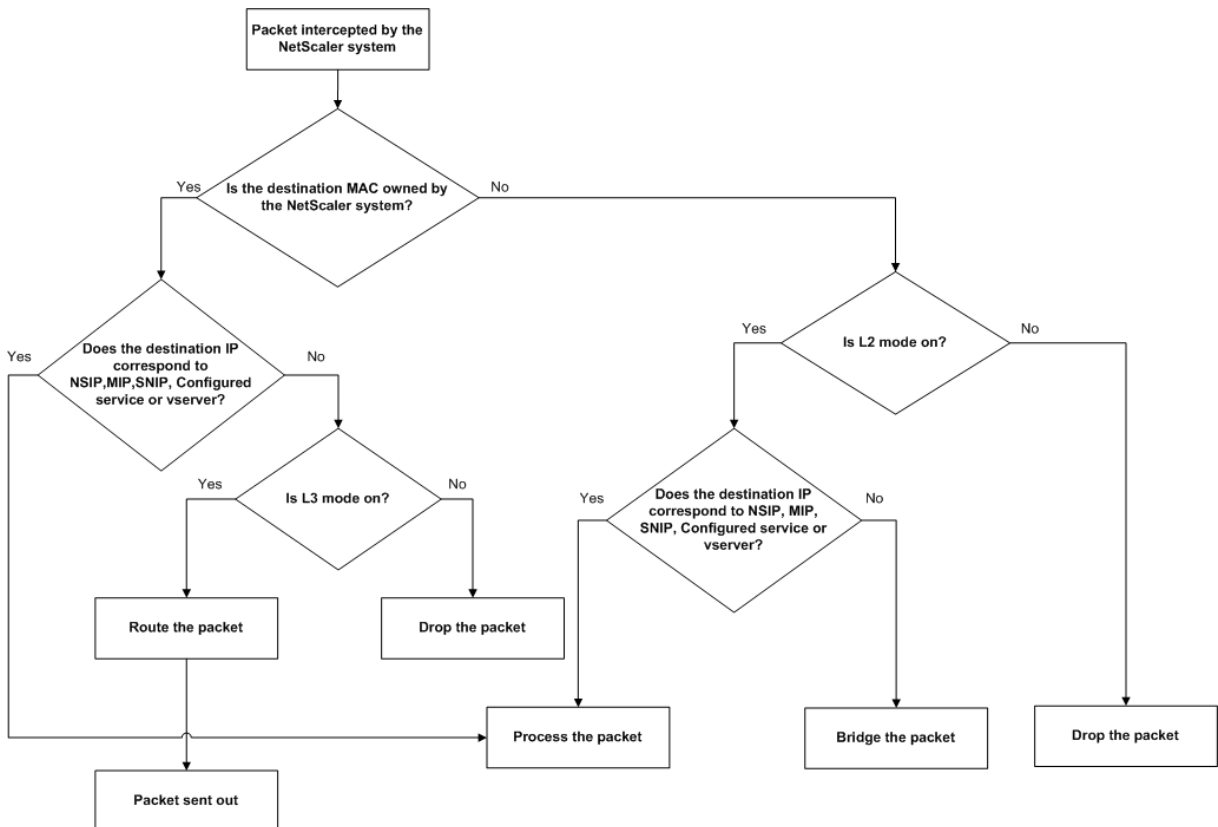 Packet intercepted by the
NetScaler system
Yes
Is the destination MAC owned by
the NetScaler system?
No
Yes
Does the destination IP
correspond to
NSIP,MIP,SNIP, Configured
service or vserver?
No
Yes
Is L2 mode on?
No
Yes
Is L3 mode on?
No
Yes
Does the destination IP
correspond to NSIP, MIP,
SNIP, Configured service or
vserver?
No
Route the packet
Drop the packet
Process the packet
Bridge the packet
Drop the packet
Packet sent out